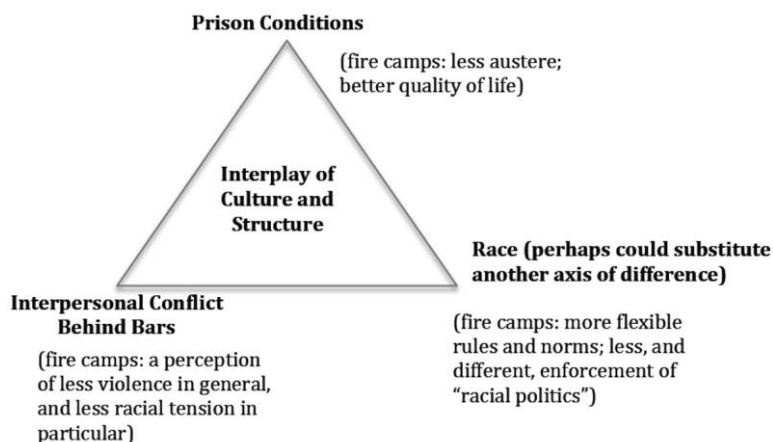 Prison Conditions
(fire camps: less austere;
better quality of life)
Interplay of
Culture and
Structure
Race (perhaps could substitute
another axis of difference)
(fire camps: more flexible
rules and norms; less, and
different, enforcement of
“racial politics”)
Interpersonal Conflict
Behind Bars
(fire camps: a perception
of less violence in general,
and less racial tension in
particular)